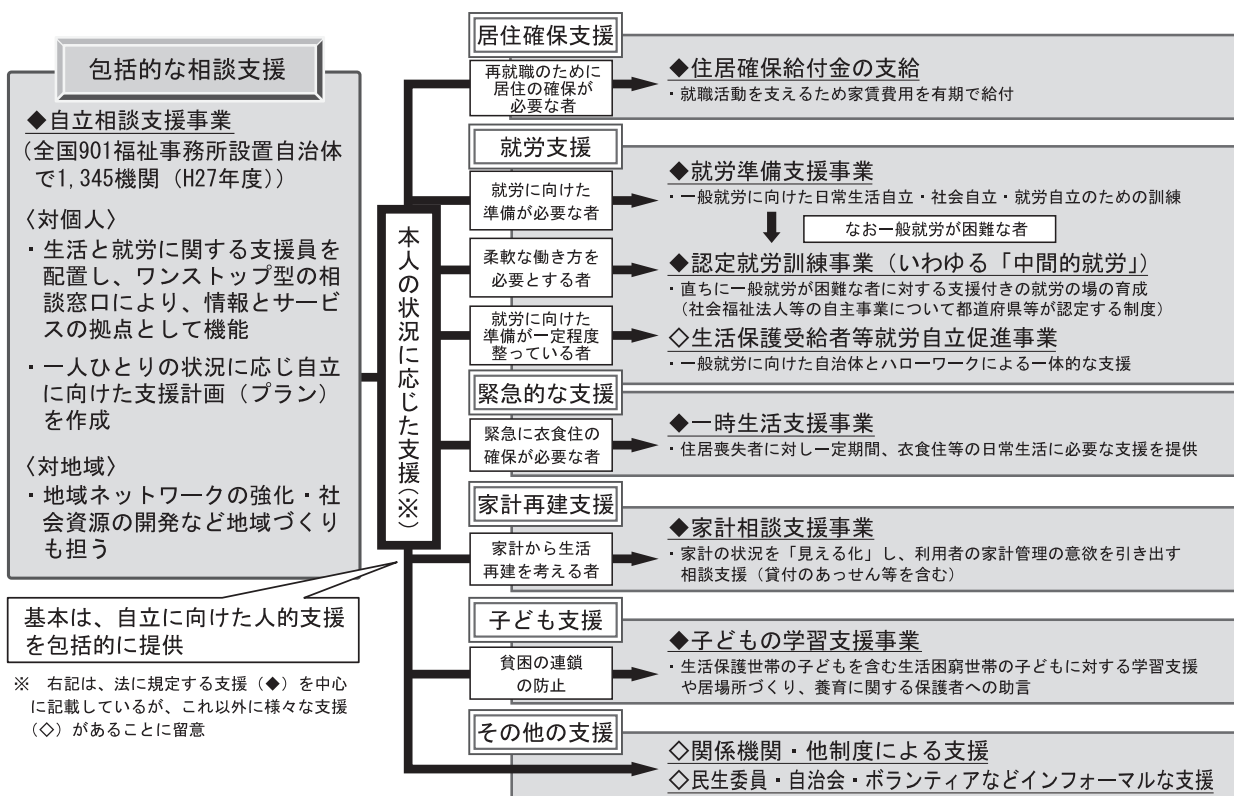 包括的な相談支援
◆自立相談支援事業
(全国901福祉事務所設置自治体
で1,345機関（H27年度))
〈対個人〉
・生活と就労に関する支援員を
配置し、ワンストップ型の相
談窓口により、情報とサービ
スの拠点として機能
・一人ひとりの状況に応じ自立
に向けた支援計画（プラン）
を作成
〈対地域〉
・地域ネットワークの強化・社
会資源の開発など地域づくり
も担う
基本は、自立に向けた人的支援
を包括的に提供
※　右記は、法に規定する支援（◆）を中心
に記載しているが、これ以外に様々な支援
（◇）があることに留意
本人の状況に応じた支援(※)
居住確保支援
再就職のために
居住の確保が
必要な者
◆住居確保給付金の支給
・就職活動を支えるため家賃費用を有期で給付
就労支援
就労に向けた
準備が必要な者
◆就労準備支援事業
・一般就労に向けた日常生活自立・社会自立・就労自立のための訓練
なお一般就労が困難な者
柔軟な働き方を
必要とする者
◆認定就労訓練事業（いわゆる「中間的就労」）
・直ちに一般就労が困難な者に対する支援付きの就労の場の育成
（社会福祉法人等の自主事業について都道府県等が認定する制度）
就労に向けた
準備が一定程度
整っている者
◇生活保護受給者等就労自立促進事業
・一般就労に向けた自治体とハローワークによる一体的な支援
緊急的な支援
緊急に衣食住の
確保が必要な者
◆一時生活支援事業
・住居喪失者に対し一定期間、衣食住等の日常生活に必要な支援を提供
家計再建支援
家計から生活
再建を考える者
◆家計相談支援事業
・家計の状況を「見える化」し、利用者の家計管理の意欲を引き出す
相談支援（貸付のあっせん等を含む）
子ども支援
貧困の連鎖
の防止
◆子どもの学習支援事業
・生活保護世帯の子どもを含む生活困窮世帯の子どもに対する学習支援
や居場所づくり、養育に関する保護者への助言
その他の支援
◇関係機関・他制度による支援
◇民生委員・自治会・ボランティアなどインフォーマルな支援